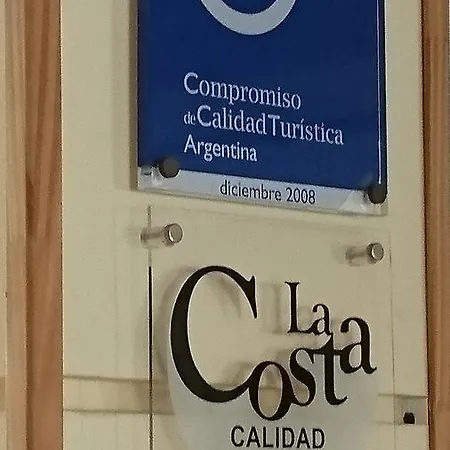 Compromiso
de Calidad Turística
Argentina
diciembre 2008
La
Costa
CALIDAD